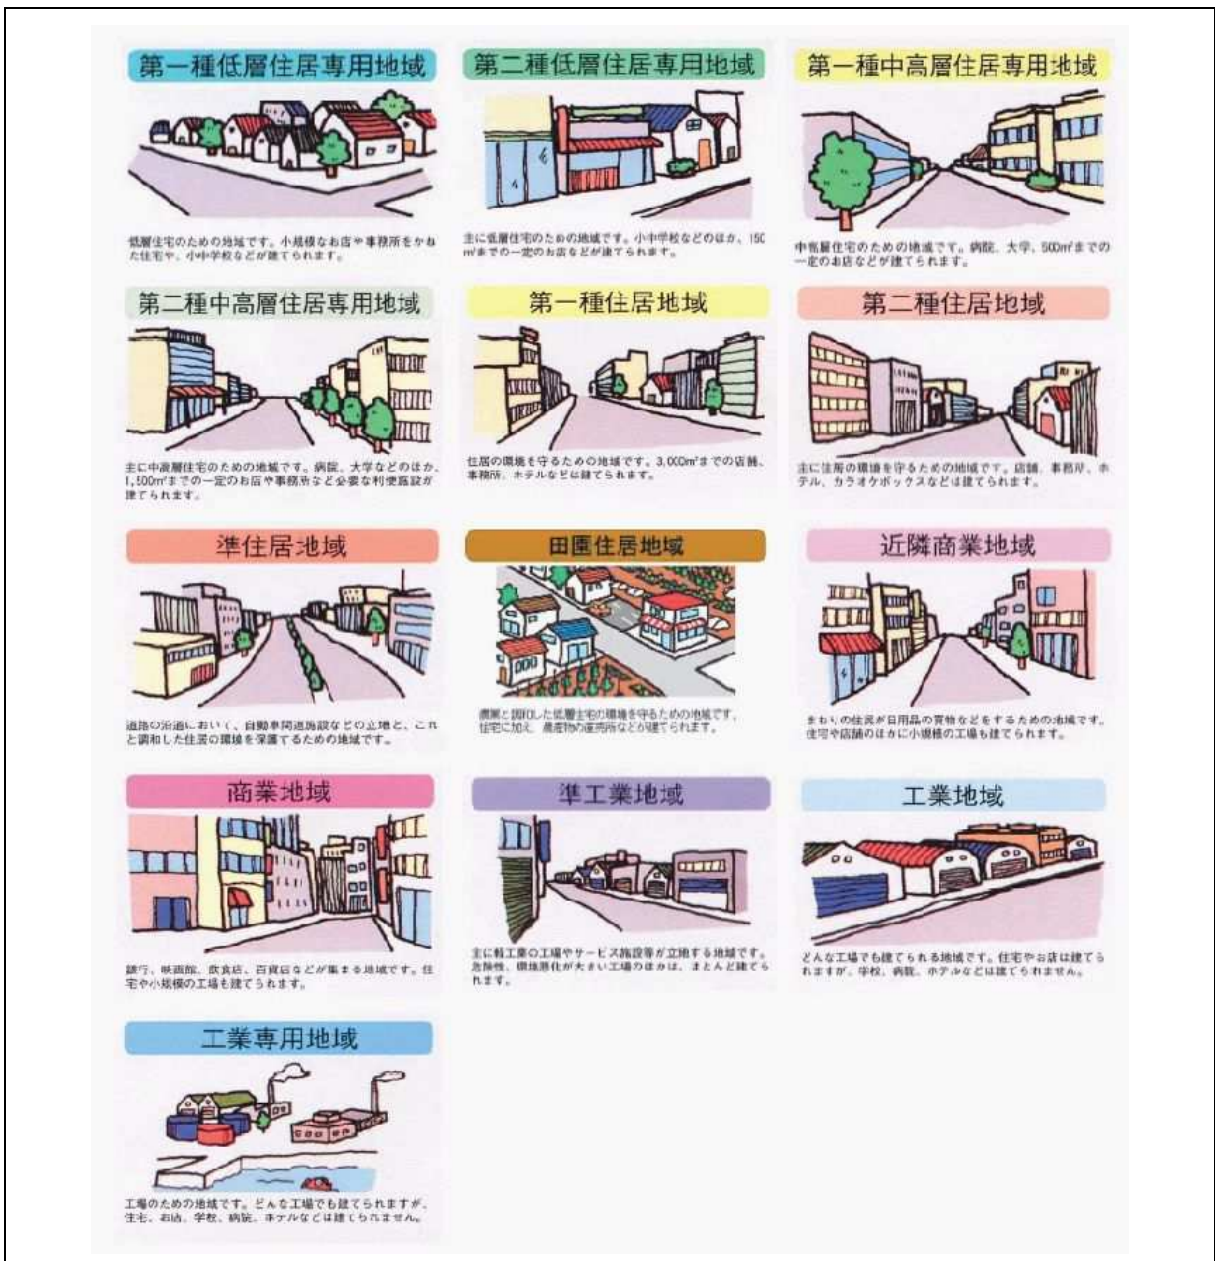 第一種低層住居専用地域
低層住宅のための地域です。小規模なお店や事務所をかね
た住宅や、小中学校などが建てられます。
第二種低層住居専用地域
主に低層住宅のための地域です。小中学校などのほか、150
㎡までの一定のお店などが建てられます。
第一種中高層住居専用地域
中高層住宅のための地域です。病院、大学、500㎡までの
一定のお店などが建てられます。
第二種中高層住居専用地域
主に中高層住宅のための地域です。病院、大学などのほか、
1,500㎡までの一定のお店や事務所など必要な利便施設が
建てられます。
第一種住居地域
住居の環境を守るための地域です。3,000㎡までの店舗、
事務所、ホテルなどは建てられます。
第二種住居地域
主に住居の環境を守るための地域です。店舗、事務所、ホ
テル、カラオケボックスなどは建てられます。
準住居地域
道路の沿道において、自動車関連施設などの立地と、これ
と調和した住居の環境を保護するための地域です。
田園住居地域
農業と調和した低層住宅の環境を守るための地域です。
住宅に加え、農産物の直売所などが建てられます。
近隣商業地域
まわりの住民が日用品の買物などをするための地域です。
住宅や店舗のほかに小規模の工場も建てられます。
商業地域
銀行、映画館、飲食店、百貨店などが集まる地域です。住
宅や小規模の工場も建てられます。
準工業地域
主に軽工業の工場やサービス施設等が立地する地域です。
危険性、環境悪化が大きい工場のほかは、ほとんど建てら
れます。
工業地域
どんな工場でも建てられる地域です。住宅やお店は建てら
れますが、学校、病院、ホテルなどは建てられません。
工業専用地域
工場のための地域です。どんな工場でも建てられますが、
住宅、お店、学校、病院、ホテルなどは建てられません。